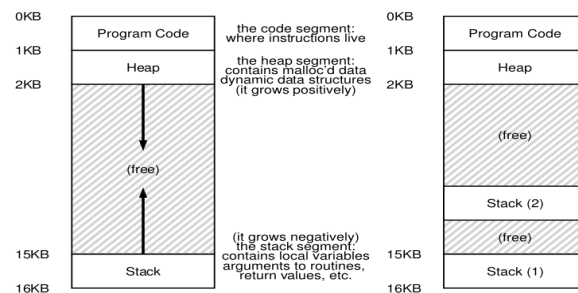 0KB
Program Code
1KB
Heap
2KB
(free)
15KB
Stack
16KB
the code segment:
where instructions live
the heap segment:
contains malloc'd data
dynamic data structures
(it grows positively)
(it grows negatively)
the stack segment:
contains local variables
arguments to routines,
return values, etc.
0KB
Program Code
1KB
Heap
2KB
(free)
Stack (2)
(free)
15KB
Stack (1)
16KB